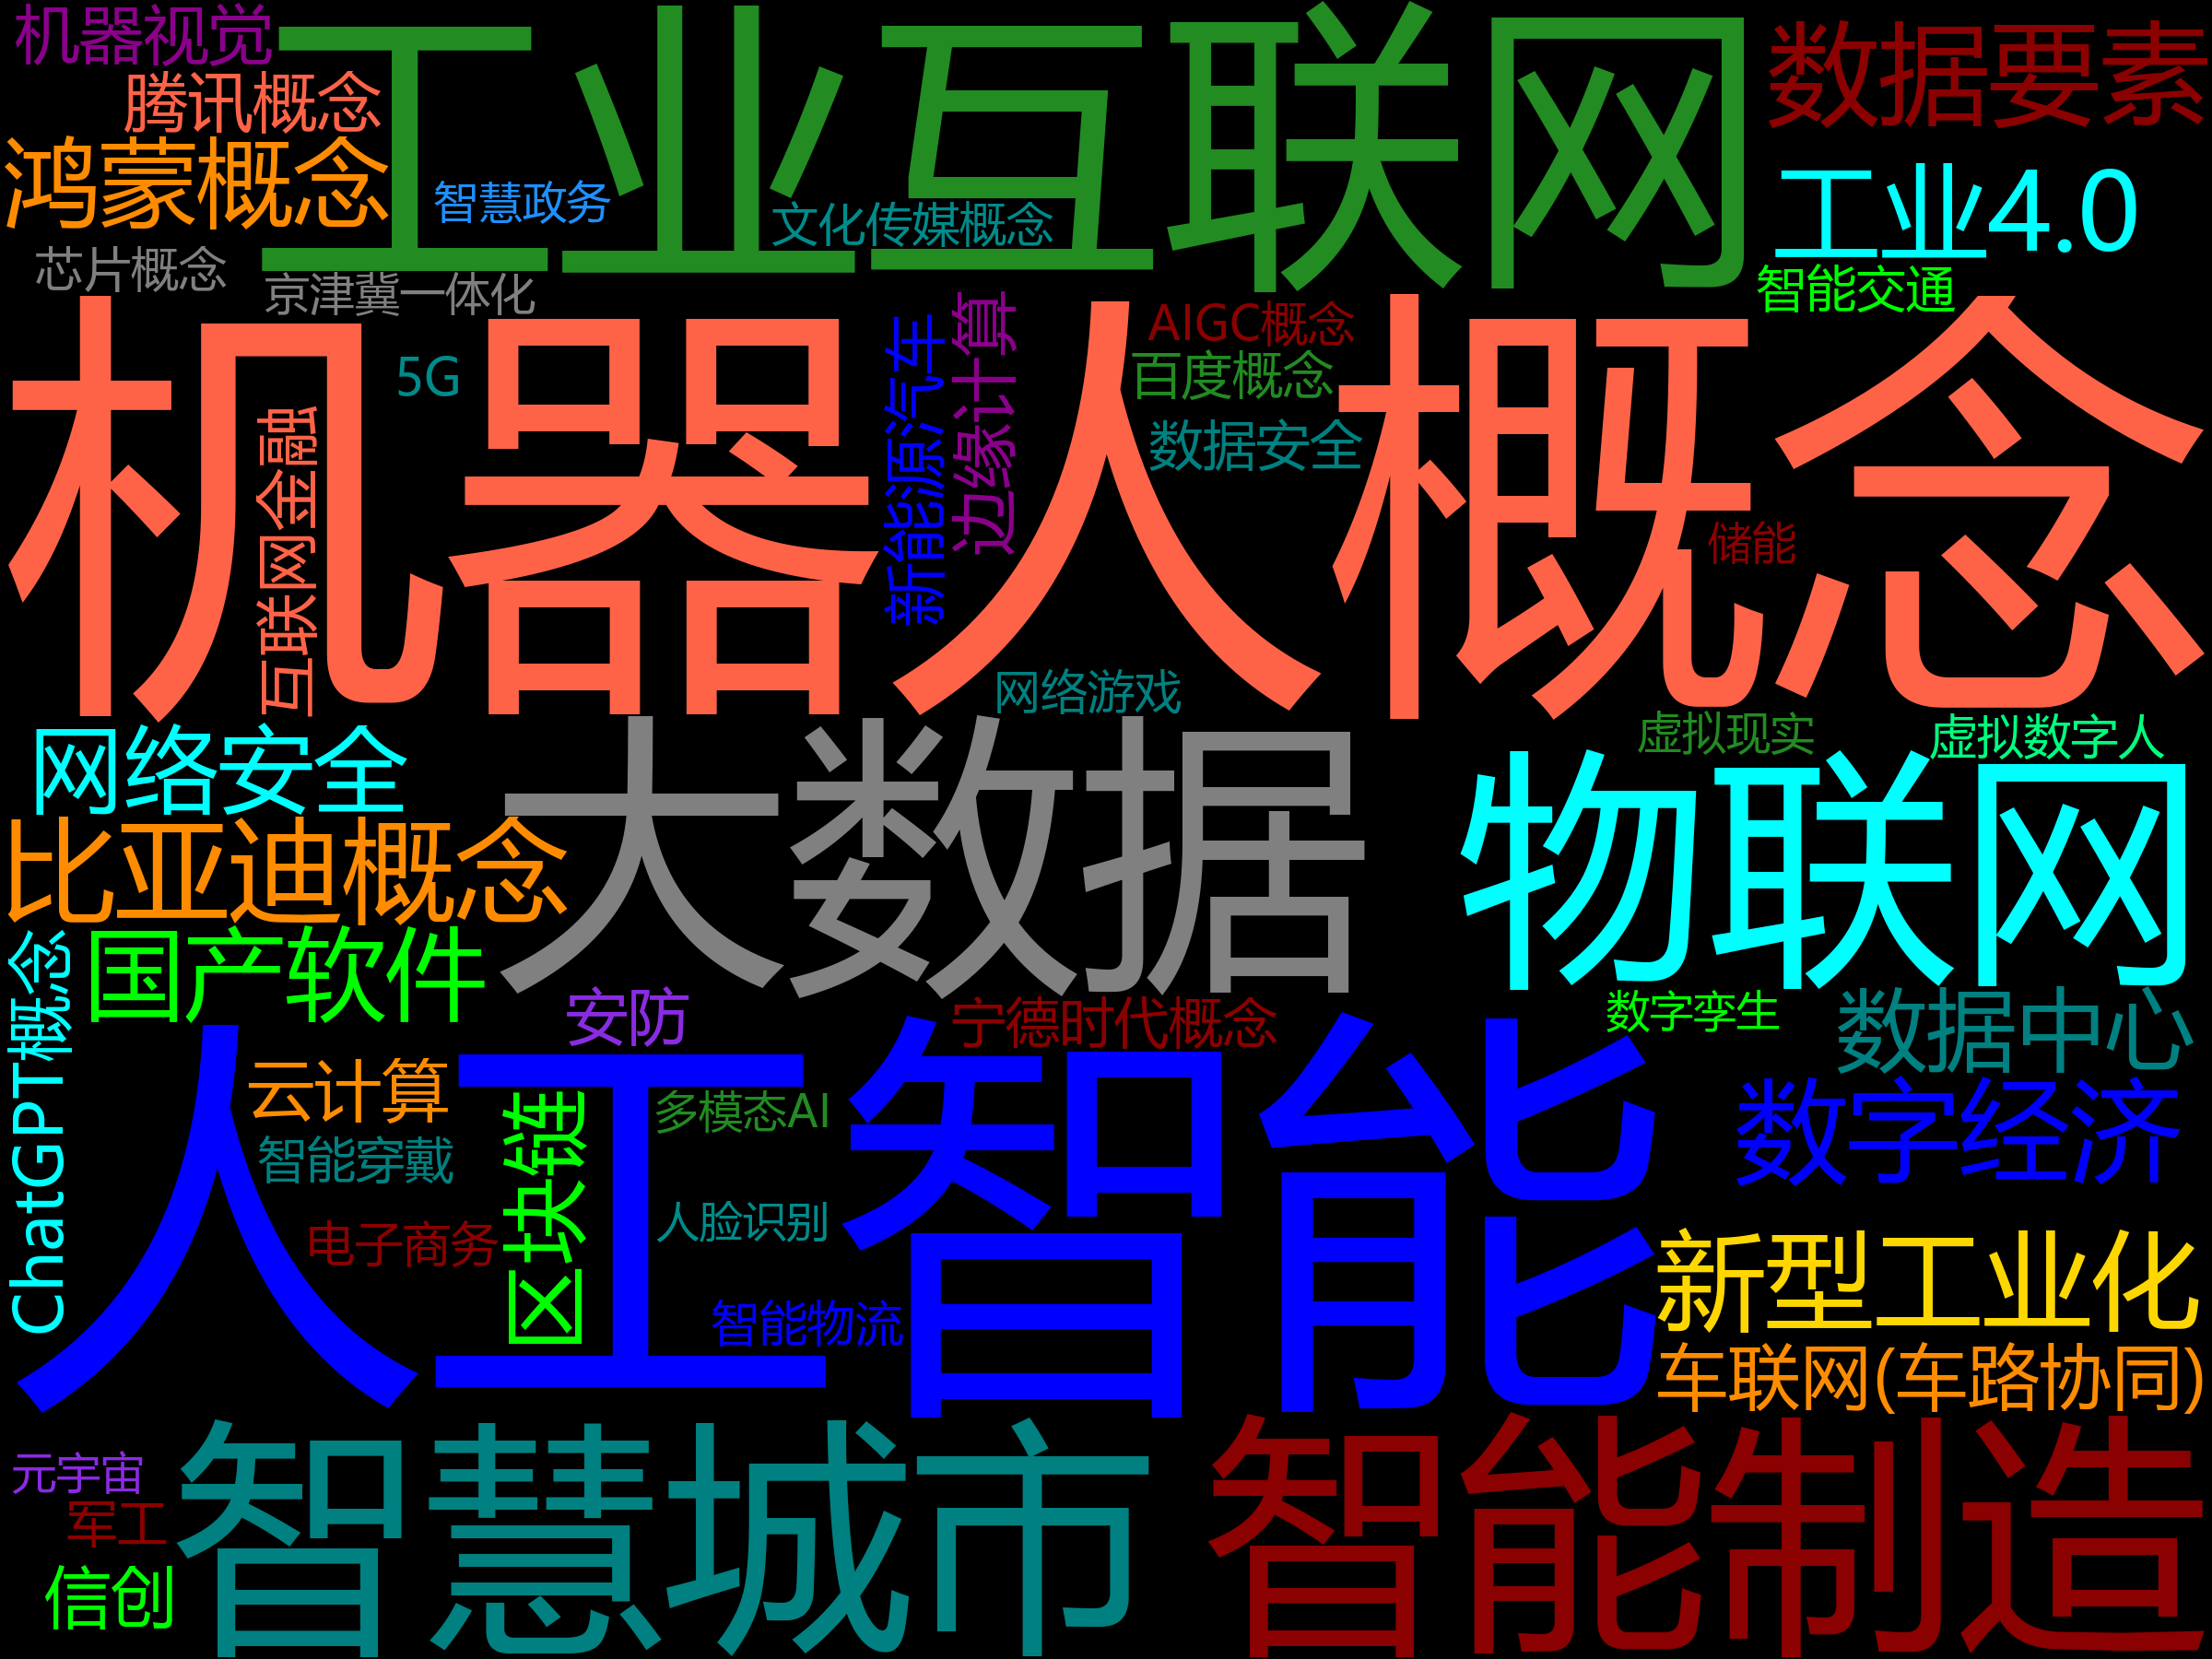 机器视觉
工业互联网
数据要素
腾讯概念
鸿蒙概念
智慧政务
文化传媒概念
工业4.0
芯片概念
京津冀一体化
智能交通
机器人概念
5G
互联网金融
新能源汽车
边缘计算
AIGC概念
百度概念
数据安全
储能
网络游戏
虚拟现实
虚拟数字人
网络安全
大数据
物联网
比亚迪概念
国产软件
ChatGPT概念
安防
宁德时代概念
数字孪生
数据中心
人工智能
云计算
区块链
多模态AI
数字经济
智能穿戴
人脸识别
电子商务
智能物流
新型工业化
车联网(车路协同)
元宇宙
智慧城市
智能制造
军工
信创